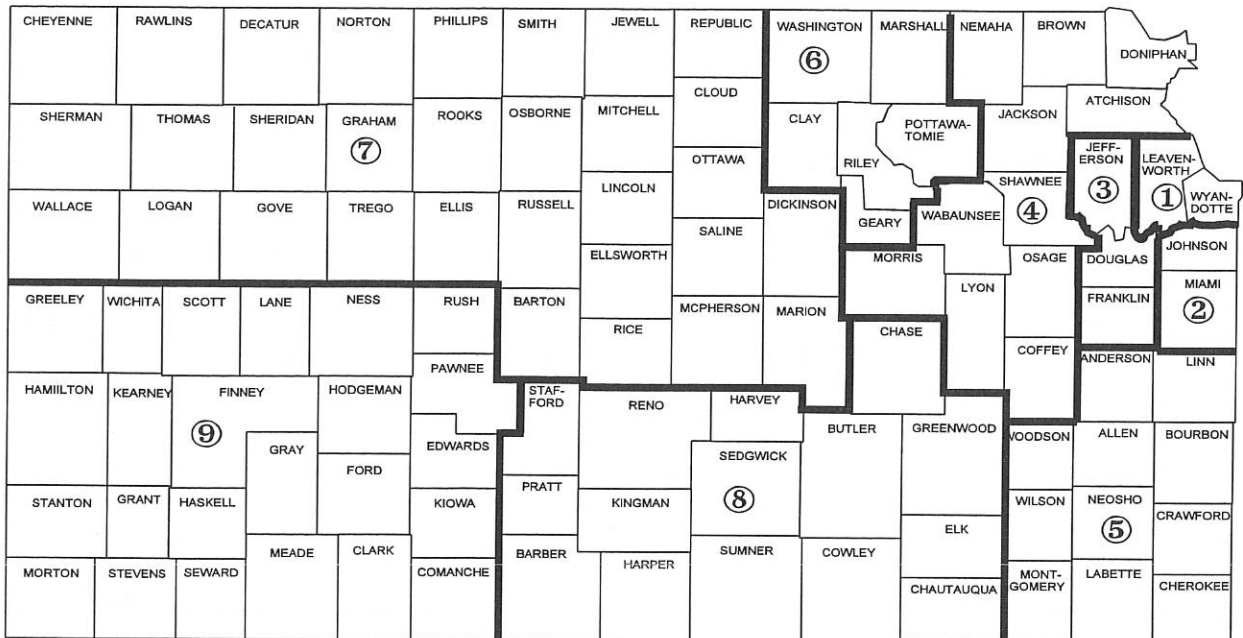 CHEYENNE RAWLINS DECATUR NORTON PHILLIPS SMITH JEWELL REPUBLIC WASHINGTON MARSHALL NEMAHA BROWN
DONIPHAN
⑥
CLOUD
ATCHISON
SHERMAN THOMAS SHERIDAN GRAHAM ROOKS OSBORNE MITCHELL CLAY POTTAWA-
TOMIE JACKSON
⑦
OTTAWA RILEY JEFF-
ERSON LEAVEN-
WORTH
③ ①
LINCOLN SHAWNEE
④
WYAN-
DOTTE
WALLACE LOGAN GOVE TREGO ELLIS RUSSELL DICKINSON WABAUNSEE
SALINE GEARY
ELLSWORTH MORRIS OSAGE DOUGLAS JOHNSON
GREELEY WICHITA SCOTT LANE NESS RUSH BARTON MCPHERSON MARION LYON FRANKLIN MIAMI
②
RICE CHASE
COFFEY ANDERSON LINN
PAWNEE
HAMIILTON KEARNEY FINNEY HODGEMAN STAF-
FORD RENO HARVEY
⑨
BUTLER GREENWOOD WOODSON ALLEN BOURBON
GRAY EDWARDS SEDGWICK
⑧
FORD
STANTON GRANT HASKELL KIOWA PRATT KINGMAN WILSON NEOSHO
⑤
CRAWFORD
ELK
MEADE CLARK BARBER HARPER SUMNER COWLEY
MORTON STEVENS SEWARD COMANCHE CHAUTAUQUA MONT-
GOMERY LABETTE CHEROKEE